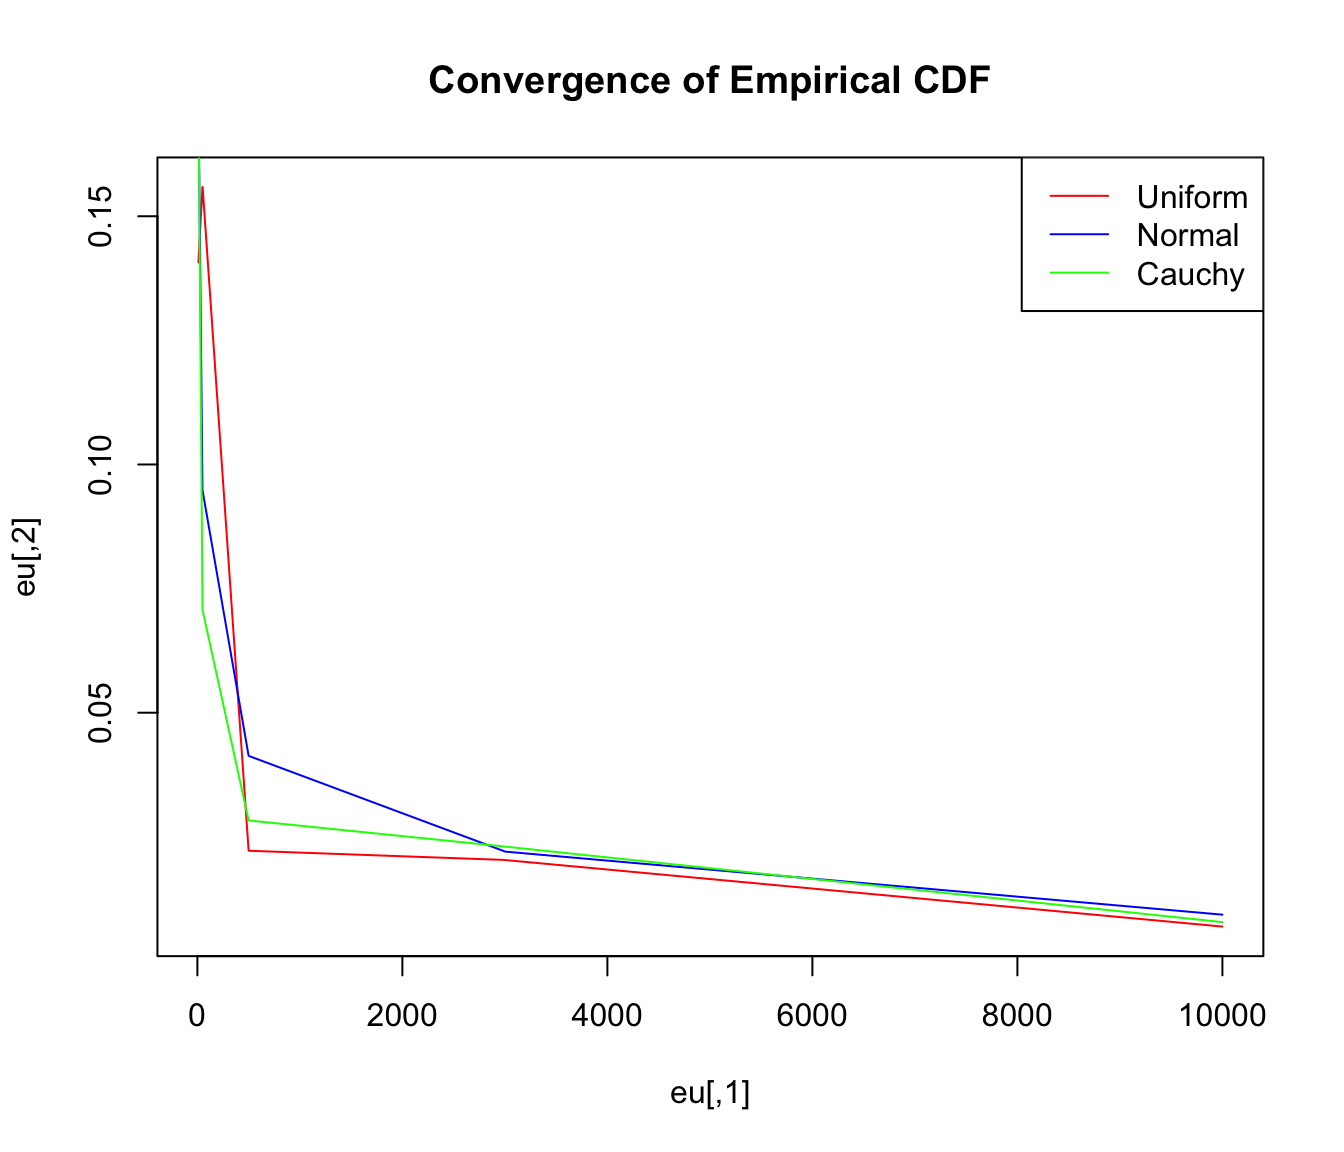 Convergence of Empirical CDF
Uniform
Normal
Cauchy
0.15
0.10
0.05
eu[,2]
0 2000 4000 6000 8000 10000
eu[,1]